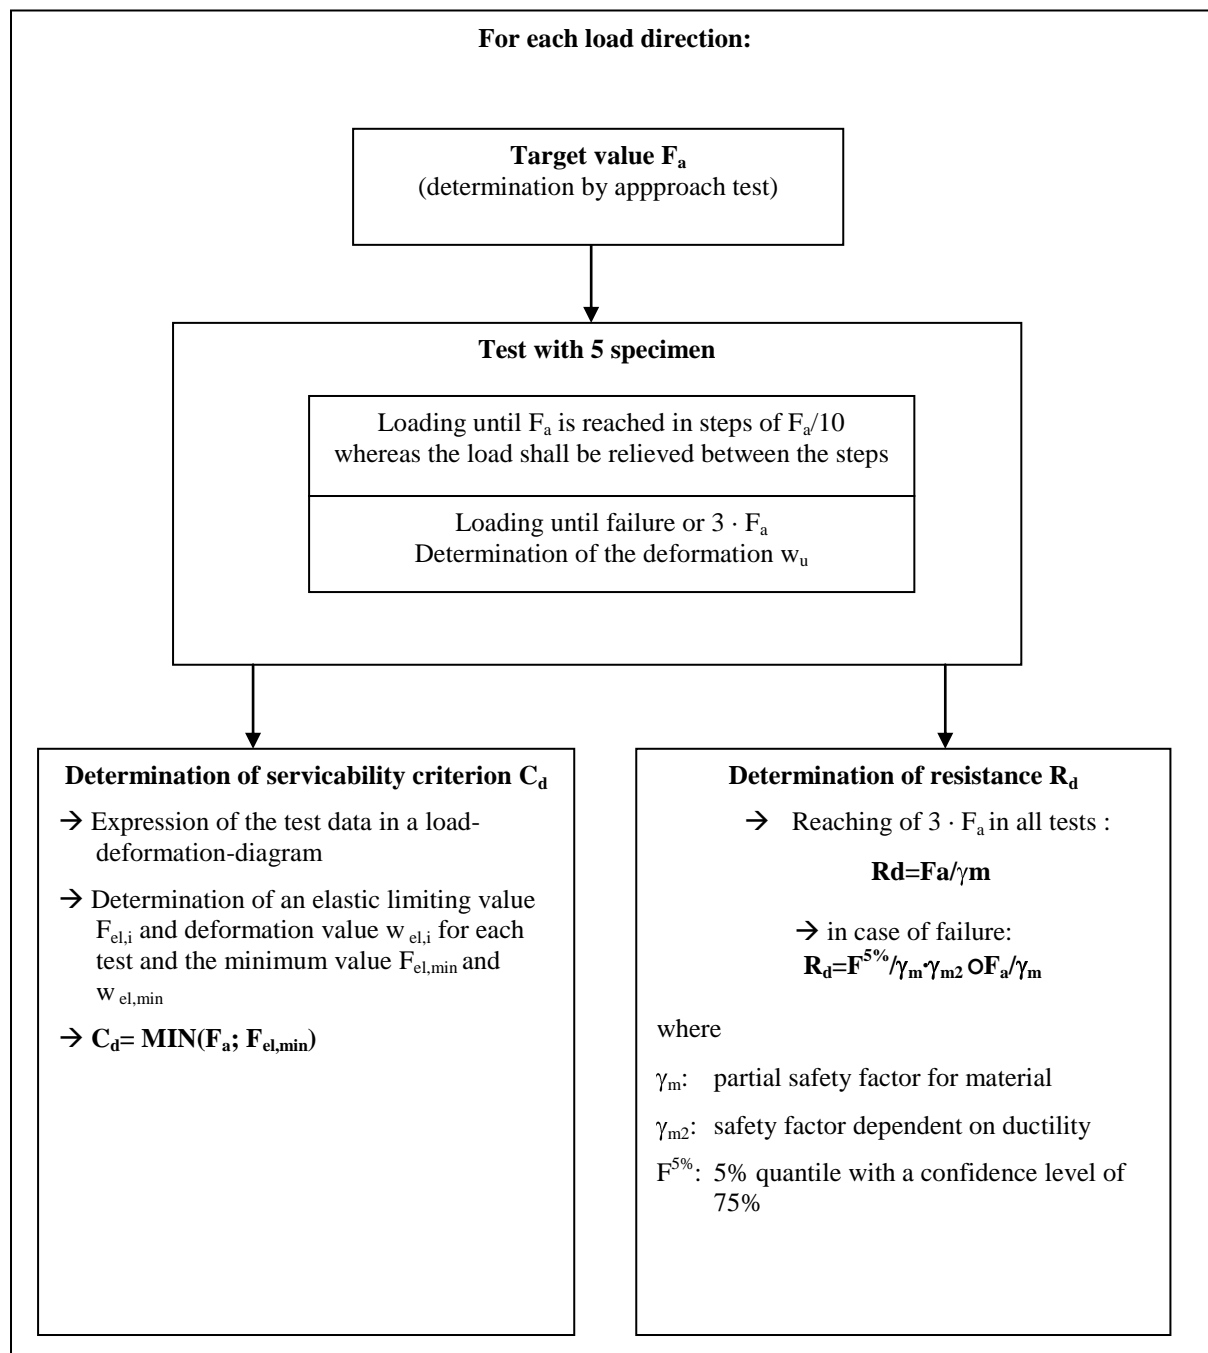 For each load direction:
Target value Fa
(determination by appproach test)
Test with 5 specimen
Loading until Fa is reached in steps of Fa/10
whereas the load shall be relieved between the steps
Loading until failure or 3 · Fa
Determination of the deformation wu
Determination of servicability criterion Cd
→ Expression of the test data in a load-
deformation-diagram
→ Determination of an elastic limiting value
Fel,i and deformation value w el,i for each
test and the minimum value Fel,min and
w el,min
→ Cd= MIN(Fa; Fel,min)
Determination of resistance Rd
→ Reaching of 3 · Fa in all tests :
Rd=Fa/γm
→ in case of failure:
Rd=F5%/γm·γm2 OFa/γm
where
γm: partial safety factor for material
γm2: safety factor dependent on ductility
F5%: 5% quantile with a confidence level of
75%